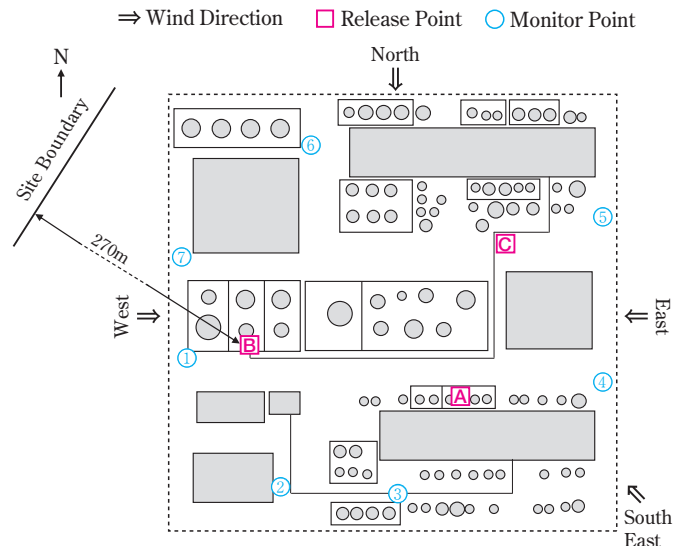 ⇒ Wind Direction □ Release Point ○ Monitor Point
N
North
Site Boundary
6
5
7
C
270m
West
East
B
1
4
A
2
3
South
East